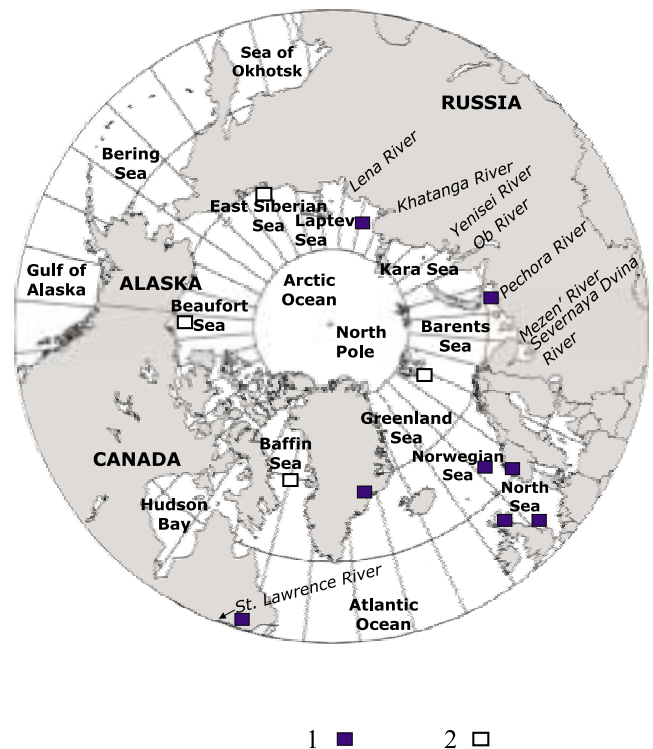 Sea of
Okhotsk
RUSSIA
Bering
Sea
Lena River
Khatanga River
East Siberian
Sea
Laptev
Sea
Yenisei River
Ob River
Kara Sea
Pechora River
Gulf of
Alaska
ALASKA
Arctic
Ocean
Beaufort
Sea
North
Pole
Barents
Sea
Mezen' River
Severnaya Dvina
River
Greenland
Sea
CANADA
Baffin
Sea
Norwegian
Sea
North
Sea
Hudson
Bay
St. Lawrence River
Atlantic
Ocean
1
2